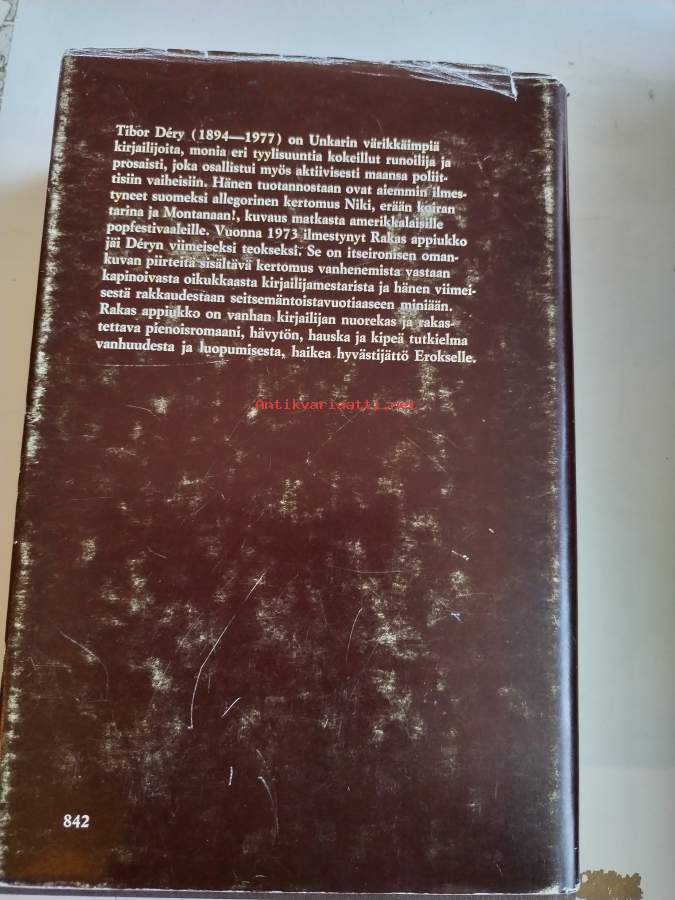 Tibor Déry (1894—1977) on Unkarin värikkäimpiä
kirjailijoita, monia eri tyylisuuntia kokeillut runoilija ja
prosaisti, joka osallistui myös aktiivisesti maansa poliit-
tisiin vaiheisiin. Hänen tuotannostaan ovat aiemmin ilmes-
tyneet suomeksi allegorinen kertomus Niki, erään koiran
tarina ja Montanaan!, kuvaus matkasta amerikkalaisille
popfestivaaleille. Vuonna 1973 ilmestynyt Rakas appiukko
jäi Déryn viimeiseksi teokseksi. Se on itseironisen oman-
kuvan piirteitä sisältävä kertomus vanhenemista vastaan
kapinoivasta oikukkaasta kirjailijamestarista ja hänen viimei-
sestä rakkaudestaan seitsemäntoistavuotiaaseen miniään.
Rakas appiukko on vanhan kirjailijan nuorekas ja rakas-
tettava pienoisromaani, hävytön, hauska ja kipeä tutkielma
vanhuudesta ja luopumisesta, haikea hyvästijättö Erokselle.
Antikvariaatti.net
842